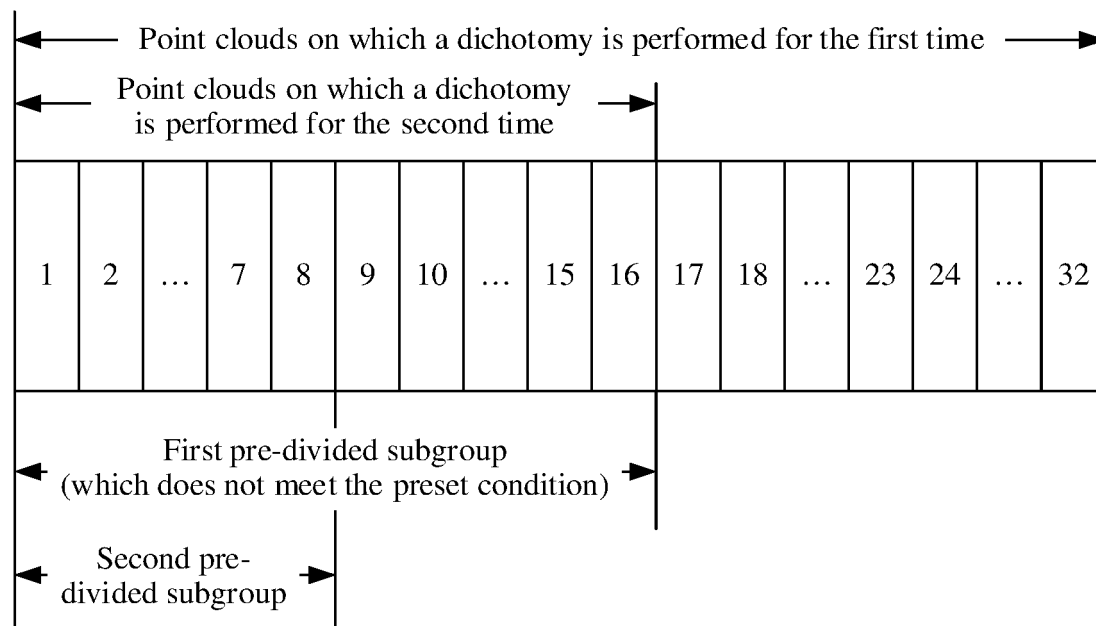 Point clouds on which a dichotomy is performed for the first time
Point clouds on which a dichotomy
is performed for the second time
1 2 … 7 8 9 10 … 15 16 17 18 … 23 24 … 32
First pre-divided subgroup
(which does not meet the preset condition)
Second pre-
divided subgroup